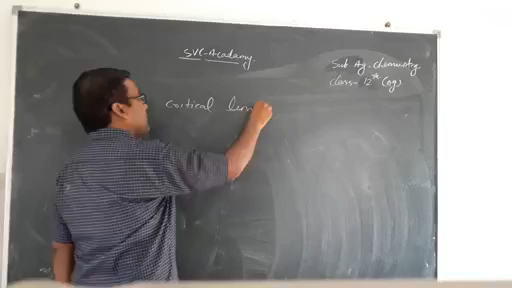 SVC-Academy.
Sub Ag-chemistry
class- 12th (Ag)
critical